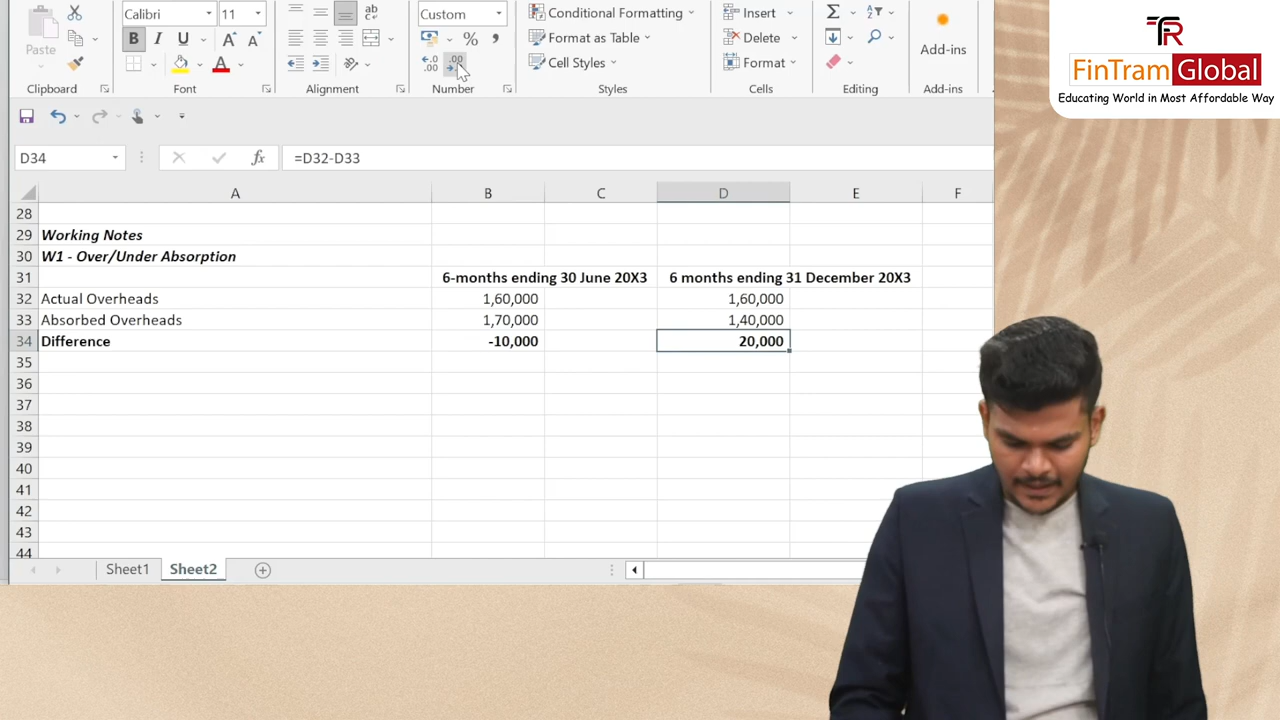 Calibri 11 ab Custom Conditional Formatting Insert Σ
Paste B I U A A % , Format as Table Delete Add-ins
A .00 .00 Cell Styles Format
Clipboard Font Alignment Number Styles Cells Editing Add-ins
TR
FinTram Global
Educating World in Most Affordable Way
D34 fx =D32-D33
A B C D E F
28
29 Working Notes
30 W1 - Over/Under Absorption
31 6-months ending 30 June 20X3 6 months ending 31 December 20X3
32 Actual Overheads 1,60,000 1,60,000
33 Absorbed Overheads 1,70,000 1,40,000
34 Difference -10,000 20,000
35
36
37
38
39
40
41
42
43
44
Sheet1 Sheet2